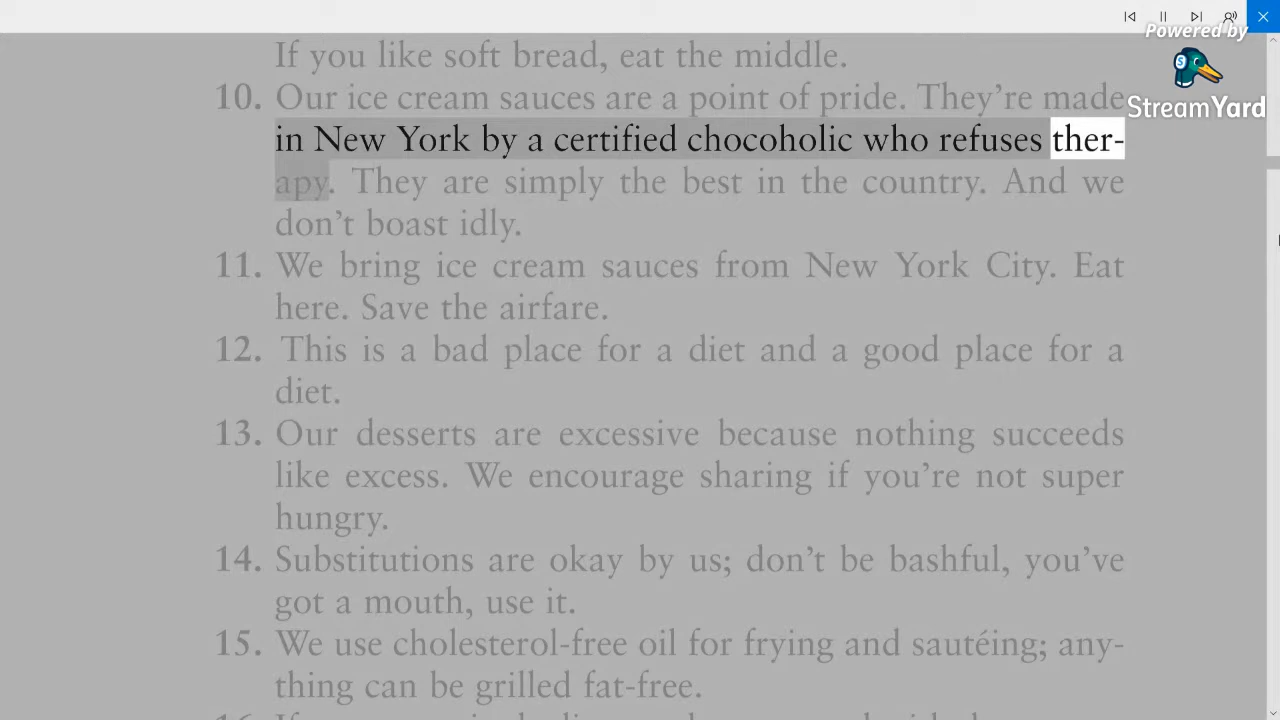 Powered by
StreamYard
If you like soft bread, eat the middle.
10. Our ice cream sauces are a point of pride. They’re made
in New York by a certified chocoholic who refuses ther-
apy. They are simply the best in the country. And we
don’t boast idly.
11. We bring ice cream sauces from New York City. Eat
here. Save the airfare.
12. This is a bad place for a diet and a good place for a
diet.
13. Our desserts are excessive because nothing succeeds
like excess. We encourage sharing if you’re not super
hungry.
14. Substitutions are okay by us; don’t be bashful, you’ve
got a mouth, use it.
15. We use cholesterol-free oil for frying and sautéing; any-
thing can be grilled fat-free.